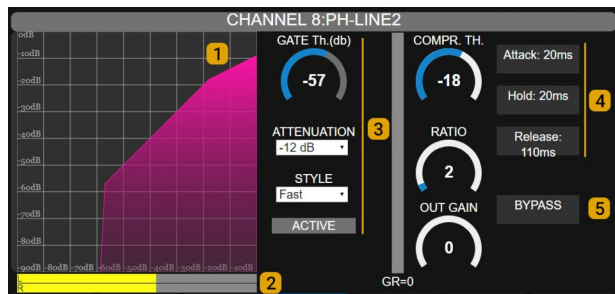 CHANNEL 8:PH-LINE2
0dB
-10dB
-20dB
-30dB
-40dB
-50dB
-60dB
-70dB
-80dB
-90dB -80dB -70dB -60dB -50dB -40dB -30dB -20dB -10dB
1
2
GATE Th.(db)
-57
ATTENUATION
-12 dB
STYLE
Fast
ACTIVE
3
COMPR. TH.
-18
RATIO
2
OUT GAIN
0
GR=0
Attack: 20ms
Hold: 20ms
Release:
110ms
4
BYPASS
5